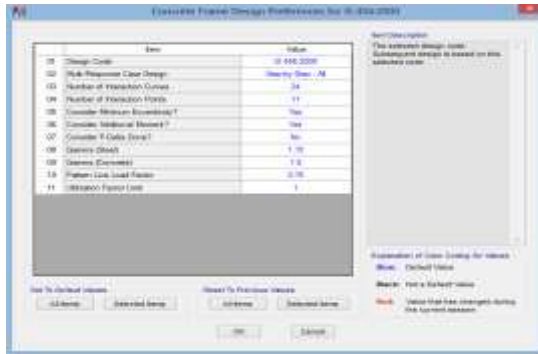 Concrete Frame Design Preferences for IS 456:2000
Item Value
01 Design Code IS 456:2000
02 Multi-Response Case Design Step-by-Step - All
03 Number of Interaction Curves 24
04 Number of Interaction Points 11
05 Consider Minimum Eccentricity? Yes
06 Consider Additional Moment? Yes
07 Consider P-Delta Done? No
08 Gamma (Steel) 1.15
09 Gamma (Concrete) 1.5
10 Pattern Live Load Factor 0.75
11 Utilization Factor Limit 1
Item Description
The selected design code.
Subsequent design is based on this
selected code.
Explanation of Color Coding for Values
Blue: Default Value
Black: Not a Default Value
Red: Value that has changed during
the current session
Set To Default Values
All Items Selected Items
Reset To Previous Values
All Items Selected Items
OK Cancel